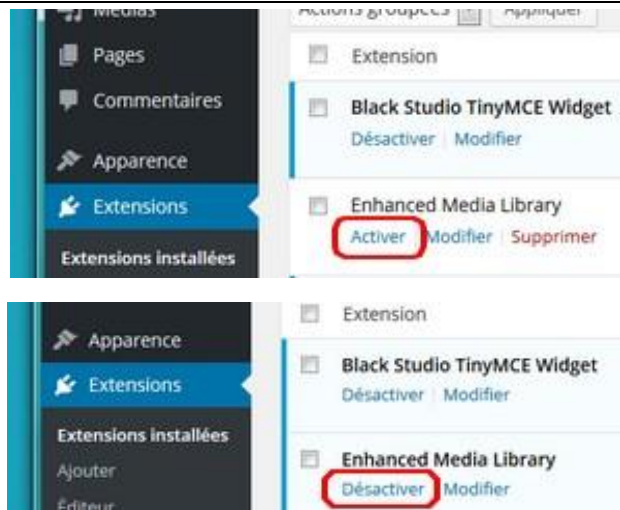 Médias
Actions groupées Appliquer
Pages
Extension
Commentaires
Black Studio TinyMCE Widget
Désactiver | Modifier
Apparence
Extensions
Enhanced Media Library
Activer | Modifier | Supprimer
Extensions installées
Extension
Apparence
Black Studio TinyMCE Widget
Extensions
Désactiver | Modifier
Extensions installées
Enhanced Media Library
Ajouter
Désactiver | Modifier
Éditeur